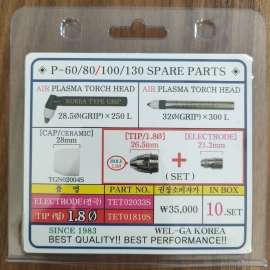 P-60/80/100/130 SPARE PARTS
AIR PLASMA TORCH HEAD AIR PLASMA TORCH HEAD
KOREA TYPE GRIP
28.5Ø(GRIP)×250 L 32Ø(GRIP)×300 L
[CAP/CERAMIC] [TIP/1.8Ø] [ELECTRODE]
28mm 26.5mm 21.2mm
HOLE 1.8Ø
+
TGN02004S (SET)
품 명 PART NO. 권장소비자가 IN BOX
ELECTRODE(전극) TET02033S ₩35,000 10.SET
TIP (팁) 1.8Ø TET01810S
SINCE 1983 WEL-GA KOREA
BEST QUALITY!! BEST PERFORMANCE!!